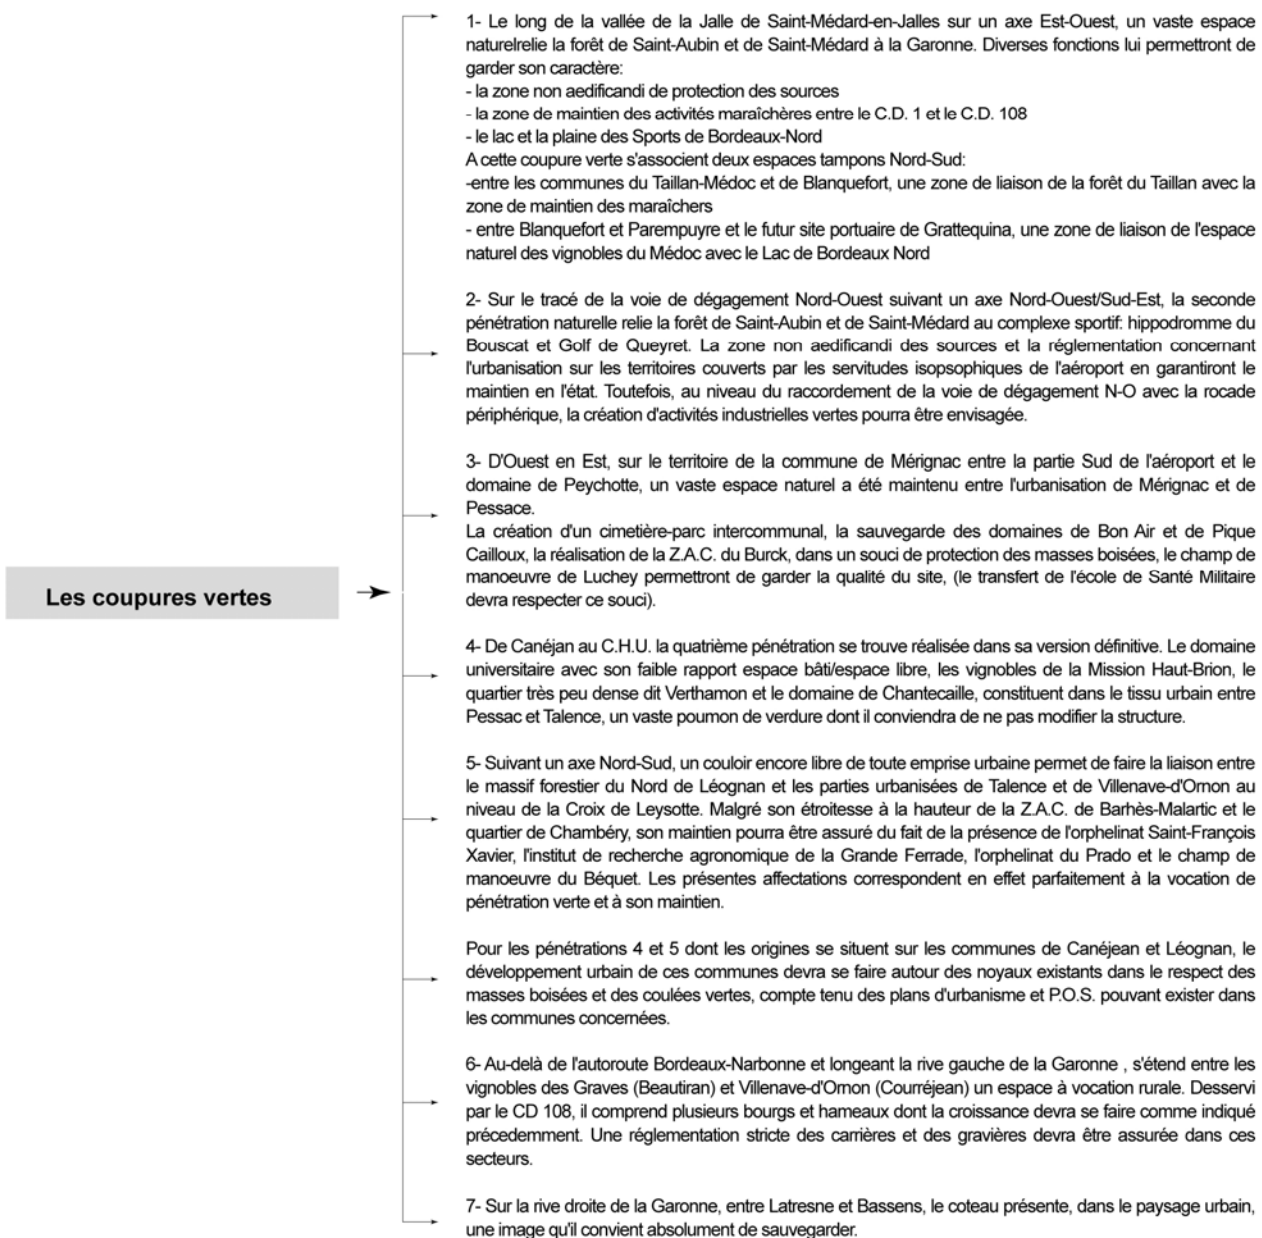 1- Le long de la vallée de la Jalle de Saint-Médard-en-Jalles sur un axe Est-Ouest, un vaste espace
naturelrelie la forêt de Saint-Aubin et de Saint-Médard à la Garonne. Diverses fonctions lui permettront de
garder son caractère:
- la zone non aedificandi de protection des sources
- la zone de maintien des activités maraîchères entre le C.D. 1 et le C.D. 108
- le lac et la plaine des Sports de Bordeaux-Nord
A cette coupure verte s'associent deux espaces tampons Nord-Sud:
-entre les communes du Taillan-Médoc et de Blanquefort, une zone de liaison de la forêt du Taillan avec la
zone de maintien des maraîchers
- entre Blanquefort et Parempuyre et le futur site portuaire de Grattequina, une zone de liaison de l'espace
naturel des vignobles du Médoc avec le Lac de Bordeaux Nord
2- Sur le tracé de la voie de dégagement Nord-Ouest suivant un axe Nord-Ouest/Sud-Est, la seconde
pénétration naturelle relie la forêt de Saint-Aubin et de Saint-Médard au complexe sportif: hippodromme du
Bouscat et Golf de Queyret. La zone non aedificandi des sources et la réglementation concernant
l'urbanisation sur les territoires couverts par les servitudes isopsophiques de l'aéroport en garantiront le
maintien en l'état. Toutefois, au niveau du raccordement de la voie de dégagement N-O avec la rocade
périphérique, la création d'activités industrielles vertes pourra être envisagée.
3- D'Ouest en Est, sur le territoire de la commune de Mérignac entre la partie Sud de l'aéroport et le
domaine de Peychotte, un vaste espace naturel a été maintenu entre l'urbanisation de Mérignac et de
Pessace.
La création d'un cimetière-parc intercommunal, la sauvegarde des domaines de Bon Air et de Pique
Cailloux, la réalisation de la Z.A.C. du Burck, dans un souci de protection des masses boisées, le champ de
manoeuvre de Luchey permettront de garder la qualité du site, (le transfert de l'école de Santé Militaire
devra respecter ce souci).
Les coupures vertes
4- De Canéjan au C.H.U. la quatrième pénétration se trouve réalisée dans sa version définitive. Le domaine
universitaire avec son faible rapport espace bâti/espace libre, les vignobles de la Mission Haut-Brion, le
quartier très peu dense dit Verthamon et le domaine de Chantecaille, constituent dans le tissu urbain entre
Pessac et Talence, un vaste poumon de verdure dont il conviendra de ne pas modifier la structure.
5- Suivant un axe Nord-Sud, un couloir encore libre de toute emprise urbaine permet de faire la liaison entre
le massif forestier du Nord de Léognan et les parties urbanisées de Talence et de Villenave-d'Ornon au
niveau de la Croix de Leysotte. Malgré son étroitesse à la hauteur de la Z.A.C. de Barhès-Malartic et le
quartier de Chambéry, son maintien pourra être assuré du fait de la présence de l'orphelinat Saint-François
Xavier, l'institut de recherche agronomique de la Grande Ferrade, l'orphelinat du Prado et le champ de
manoeuvre du Béquet. Les présentes affectations correspondent en effet parfaitement à la vocation de
pénétration verte et à son maintien.
Pour les pénétrations 4 et 5 dont les origines se situent sur les communes de Canéjean et Léognan, le
développement urbain de ces communes devra se faire autour des noyaux existants dans le respect des
masses boisées et des coulées vertes, compte tenu des plans d'urbanisme et P.O.S. pouvant exister dans
les communes concernées.
6- Au-delà de l'autoroute Bordeaux-Narbonne et longeant la rive gauche de la Garonne , s'étend entre les
vignobles des Graves (Beautiran) et Villenave-d'Ornon (Courréjean) un espace à vocation rurale. Desservi
par le CD 108, il comprend plusieurs bourgs et hameaux dont la croissance devra se faire comme indiqué
précedemment. Une réglementation stricte des carrières et des gravières devra être assurée dans ces
secteurs.
7- Sur la rive droite de la Garonne, entre Latresne et Bassens, le coteau présente, dans le paysage urbain,
une image qu'il convient absolument de sauvegarder.